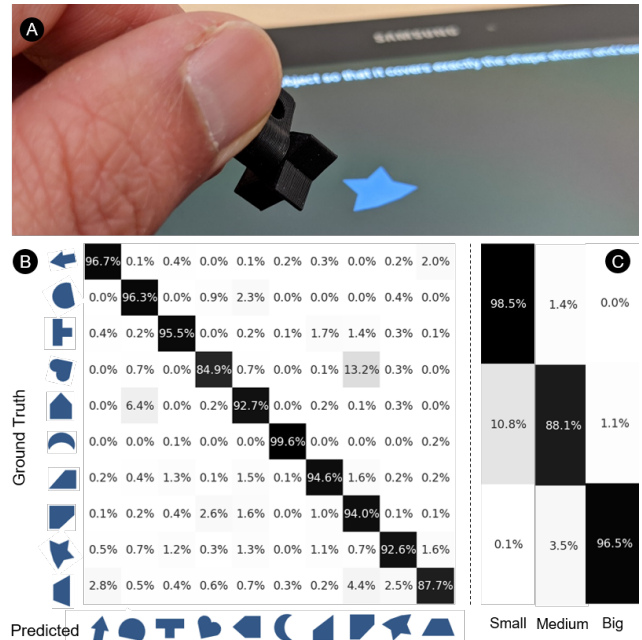 A
SAMSUNG
object so that it covers exactly the shape shown and
B
C
96.7% 0.1% 0.4% 0.0% 0.1% 0.2% 0.3% 0.0% 0.2% 2.0%
0.0% 96.3% 0.0% 0.9% 2.3% 0.0% 0.0% 0.0% 0.4% 0.0%
0.4% 0.2% 95.5% 0.0% 0.2% 0.1% 1.7% 1.4% 0.3% 0.1%
0.0% 0.7% 0.0% 84.9% 0.7% 0.0% 0.1% 13.2% 0.3% 0.0%
0.0% 6.4% 0.0% 0.2% 92.7% 0.0% 0.2% 0.1% 0.3% 0.0%
0.0% 0.0% 0.1% 0.0% 0.0% 99.6% 0.0% 0.0% 0.0% 0.2%
0.2% 0.4% 1.3% 0.1% 1.5% 0.1% 94.6% 1.6% 0.2% 0.2%
0.1% 0.2% 0.4% 2.6% 1.6% 0.0% 1.0% 94.0% 0.1% 0.1%
0.5% 0.7% 1.2% 0.3% 1.3% 0.0% 1.1% 0.7% 92.6% 1.6%
2.8% 0.5% 0.4% 0.6% 0.7% 0.3% 0.2% 4.4% 2.5% 87.7%
Ground Truth
Predicted
98.5% 1.4% 0.0%
10.8% 88.1% 1.1%
0.1% 3.5% 96.5%
Small Medium Big